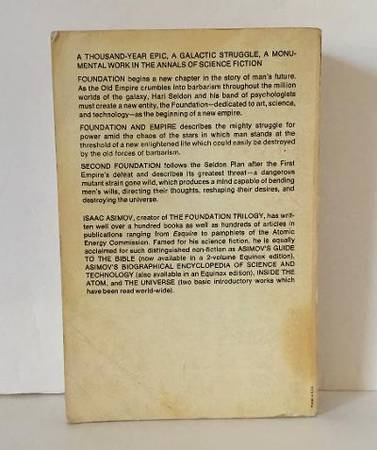 A THOUSAND-YEAR EPIC, A GALACTIC STRUGGLE, A MONU-
MENTAL WORK IN THE ANNALS OF SCIENCE FICTION
FOUNDATION begins a new chapter in the story of man's future.
As the Old Empire crumbles into barbarism throughout the million
worlds of the galaxy, Hari Seldon and his band of psychologists
must create a new entity, the Foundation—dedicated to art, science,
and technology—as the beginning of a new empire.
FOUNDATION AND EMPIRE describes the mighty struggle for
power amid the chaos of the stars in which man stands at the
threshold of a new enlightened life which could easily be destroyed
by the old forces of barbarism.
SECOND FOUNDATION follows the Seldon Plan after the First
Empire's defeat and describes its greatest threat—a dangerous
mutant strain gone wild, which produces a mind capable of bending
men's wills, directing their thoughts, reshaping their desires, and
destroying the universe.
ISAAC ASIMOV, creator of THE FOUNDATION TRILOGY, has writ-
ten well over a hundred books as well as hundreds of articles in
publications ranging from Esquire to pamphlets of the Atomic
Energy Commission. Famed for his science fiction, he is equally
acclaimed for such distinguished non-fiction as ASIMOV'S GUIDE
TO THE BIBLE (now available in a 2-volume Equinox edition),
ASIMOV'S BIOGRAPHICAL ENCYCLOPEDIA OF SCIENCE AND
TECHNOLOGY (also available in an Equinox edition), INSIDE THE
ATOM, and THE UNIVERSE (two basic introductory works which
have been read world-wide).